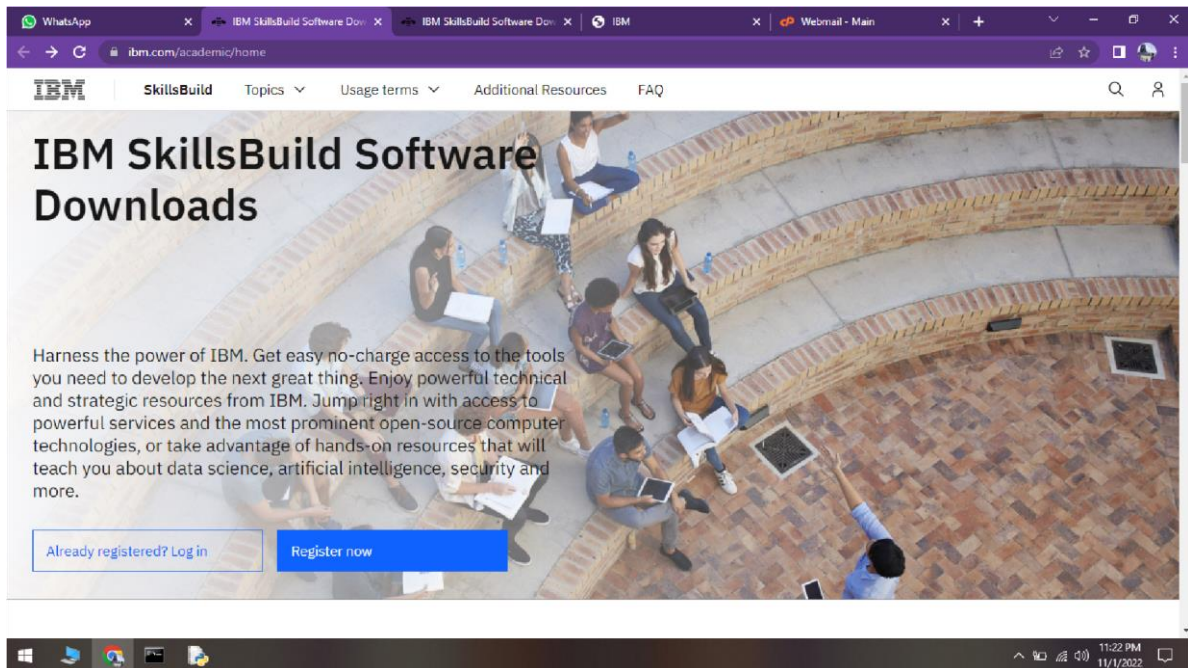 WhatsApp
IBM SkillsBuild Software Dow
IBM SkillsBuild Software Dow
IBM
Webmail - Main
ibm.com/academic/home
IBM
SkillsBuild
Topics
Usage terms
Additional Resources
FAQ
IBM SkillsBuild Software
Downloads
Harness the power of IBM. Get easy no-charge access to the tools
you need to develop the next great thing. Enjoy powerful technical
and strategic resources from IBM. Jump right in with access to
powerful services and the most prominent open-source computer
technologies, or take advantage of hands-on resources that will
teach you about data science, artificial intelligence, security and
more.
Already registered? Log in
Register now
11:22 PM
11/1/2022